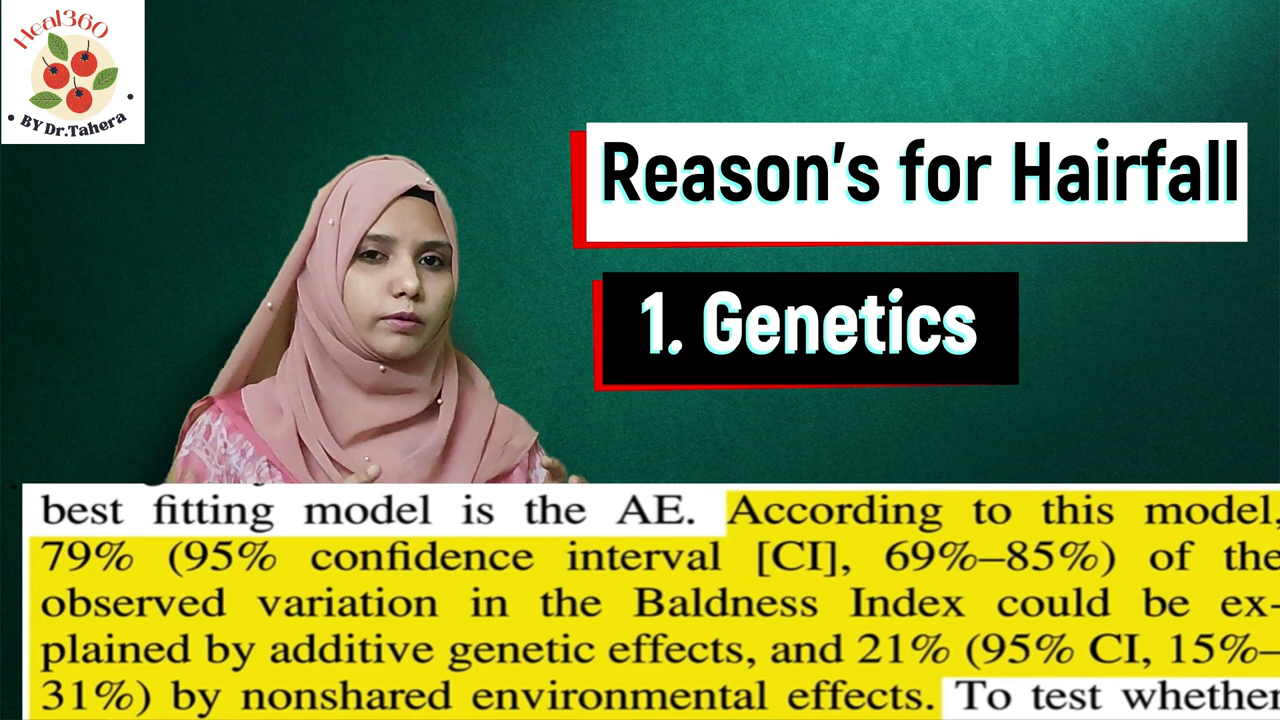 Heal360
BY Dr.Tahera
Reason's for Hairfall
1. Genetics
best fitting model is the AE. According to this model,
79% (95% confidence interval [CI], 69%–85%) of the
observed variation in the Baldness Index could be ex-
plained by additive genetic effects, and 21% (95% CI, 15%–
31%) by nonshared environmental effects. To test whether